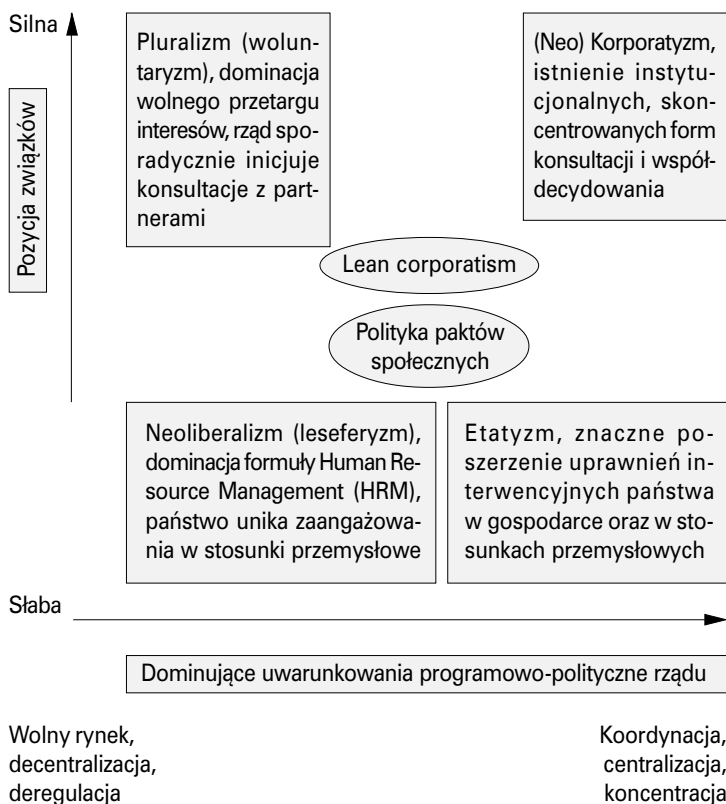 Silna
Pozycja związków
Pluralizm (wolun-
taryzm), dominacja
wolnego przetargu
interesów, rząd spo-
radycznie inicjuje
konsultacje z part-
nerami
(Neo) Korporatyzm,
istnienie instytu-
cjonalnych, skon-
centrowanych form
konsultacji i współ-
decydowania
Lean corporatism
Polityka paktów
społecznych
Neoliberalizm (leseferyzm),
dominacja formuły Human Re-
source Management (HRM),
państwo unika zaangażowa-
nia w stosunki przemysłowe
Etatyzm, znaczne po-
szerzenie uprawnień in-
terwencyjnych państwa
w gospodarce oraz w sto-
sunkach przemysłowych
Słaba
Dominujące uwarunkowania programowo-polityczne rządu
Wolny rynek,
decentralizacja,
deregulacja
Koordynacja,
centralizacja,
koncentracja